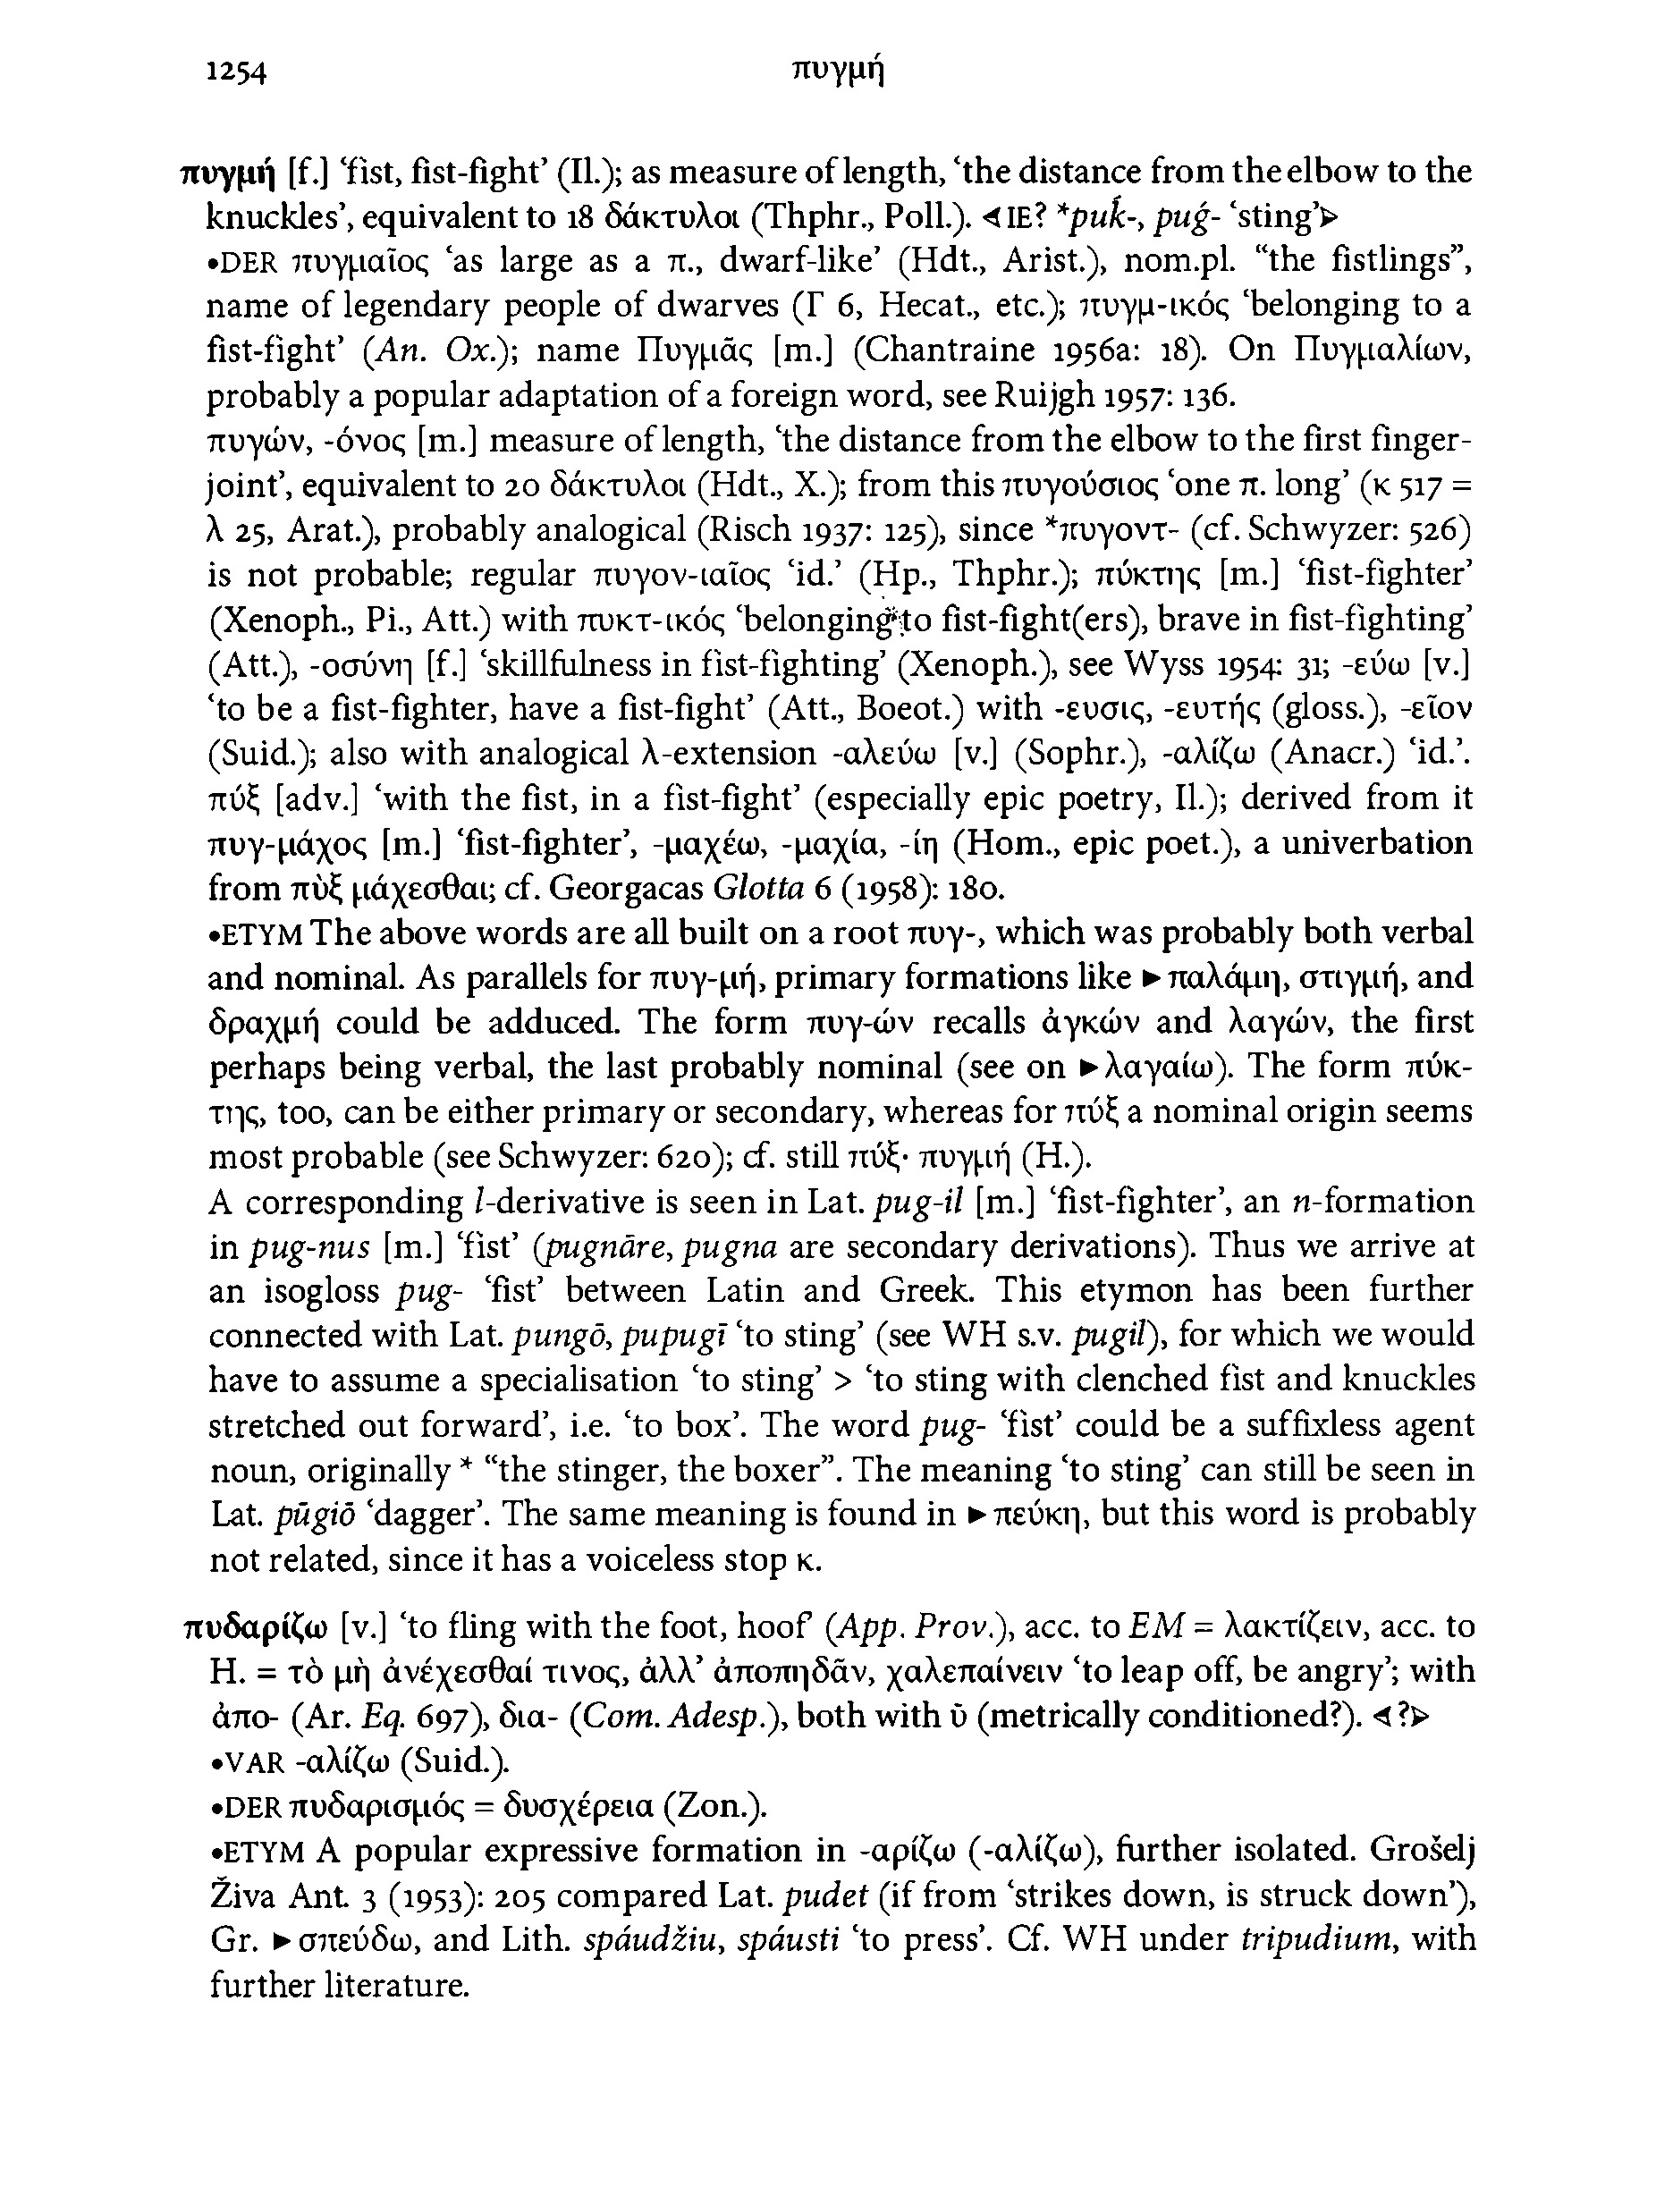 1254 πυγμή
πυγμή [f.] ‘fist, fist-fight’ (Il.); as measure of length, ‘the distance from the elbow to the
knuckles’, equivalent to 18 δάκτυλοι (Thphr., Poll.). ⊲IE? *puḱ-, puǵ- ‘sting’⊳
•DER πυγμαῖος ‘as large as a π., dwarf-like’ (Hdt., Arist.), nom.pl. “the fistlings”,
name of legendary people of dwarves (Γ 6, Hecat., etc.); πυγμ-ικός ‘belonging to a
fist-fight’ (An. Ox.); name Πυγμᾶς [m.] (Chantraine 1956a: 18). On Πυγμαλίων,
probably a popular adaptation of a foreign word, see Ruijgh 1957: 136.
πυγών, -όνος [m.] measure of length, ‘the distance from the elbow to the first finger-
joint’, equivalent to 20 δάκτυλοι (Hdt., X.); from this πυγούσιος ‘one π. long’ (κ 517 =
λ 25, Arat.), probably analogical (Risch 1937: 125), since *πυγοντ- (cf. Schwyzer: 526)
is not probable; regular πυγον-ιαῖος ‘id.’ (Hp., Thphr.); πύκτης [m.] ‘fist-fighter’
(Xenoph., Pi., Att.) with πυκτ-ικός ‘belonging to fist-fight(ers), brave in fist-fighting’
(Att.), -οσύνη [f.] ‘skillfulness in fist-fighting’ (Xenoph.), see Wyss 1954: 31; -εύω [v.]
‘to be a fist-fighter, have a fist-fight’ (Att., Boeot.) with -ευσις, -ευτής (gloss.), -εῖον
(Suid.); also with analogical λ-extension -αλεύω [v.] (Sophr.), -αλίζω (Anacr.) ‘id.’.
πύξ [adv.] ‘with the fist, in a fist-fight’ (especially epic poetry, Il.); derived from it
πυγ-μάχος [m.] ‘fist-fighter’, -μαχέω, -μαχία, -ίη (Hom., epic poet.), a univerbation
from πὺξ μάχεσθαι; cf. Georgacas Glotta 6 (1958): 180.
•ETYM The above words are all built on a root πυγ-, which was probably both verbal
and nominal. As parallels for πυγ-μή, primary formations like ►παλάμη, στιγμή, and
δραχμή could be adduced. The form πυγ-ών recalls ἀγκών and λαγών, the first
perhaps being verbal, the last probably nominal (see on ►λαγαίω). The form πύκ-
της, too, can be either primary or secondary, whereas for πύξ a nominal origin seems
most probable (see Schwyzer: 620); cf. still πύξ· πυγμή (H.).
A corresponding l-derivative is seen in Lat. pug-il [m.] ‘fist-fighter’, an n-formation
in pug-nus [m.] ‘fist’ (pugnāre, pugna are secondary derivations). Thus we arrive at
an isogloss pug- ‘fist’ between Latin and Greek. This etymon has been further
connected with Lat. pungō, pupugī ‘to sting’ (see WH s.v. pugil), for which we would
have to assume a specialisation ‘to sting’ > ‘to sting with clenched fist and knuckles
stretched out forward’, i.e. ‘to box’. The word pug- ‘fist’ could be a suffixless agent
noun, originally * “the stinger, the boxer”. The meaning ‘to sting’ can still be seen in
Lat. pūgiō ‘dagger’. The same meaning is found in ►πεύκη, but this word is probably
not related, since it has a voiceless stop κ.
πυδαρίζω [v.] ‘to fling with the foot, hoof’ (App. Prov.), acc. to EM = λακτίζειν, acc. to
H. = τὸ μὴ ἀνέχεσθαί τινος, ἀλλ’ ἀποπηδᾶν, χαλεπαίνειν ‘to leap off, be angry’; with
ἀπο- (Ar. Eq. 697), δια- (Com. Adesp.), both with ῡ (metrically conditioned?). ⊲?⊳
•VAR -αλίζω (Suid.).
•DER πυδαρισμός = δυσχέρεια (Zon.).
•ETYM A popular expressive formation in -αρίζω (-αλίζω), further isolated. Grošelj
Živa Ant. 3 (1953): 205 compared Lat. pudet (if from ‘strikes down, is struck down’),
Gr. ►σπεύδω, and Lith. spáudžiu, spáusti ‘to press’. Cf. WH under tripudium, with
further literature.